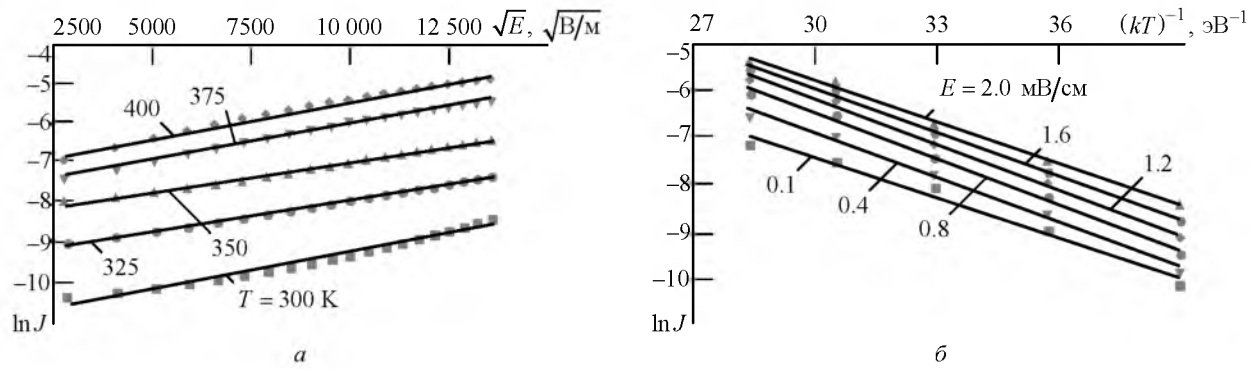 2500 5000 7500 10 000 12 500 √E, √В/м
–4
–5
–6
–7
–8
–9
–10
ln J
400
375
350
325
T = 300 K
а
27 30 33 36 (kT)⁻¹, эВ⁻¹
–5
–6
–7
–8
–9
–10
ln J
E = 2.0 мВ/см
1.6
1.2
0.1
0.4
0.8
б